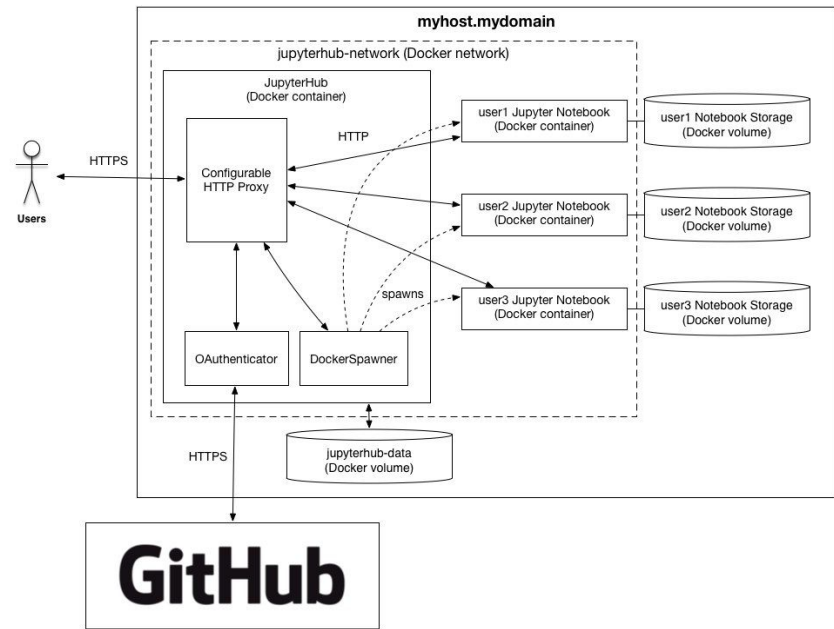 myhost.mydomain
jupyterhub-network (Docker network)
JupyterHub
(Docker container)
Configurable
HTTP Proxy
HTTP
HTTPS
Users
user1 Jupyter Notebook
(Docker container)
user1 Notebook Storage
(Docker volume)
user2 Jupyter Notebook
(Docker container)
user2 Notebook Storage
(Docker volume)
spawns
user3 Jupyter Notebook
(Docker container)
user3 Notebook Storage
(Docker volume)
OAuthenticator
DockerSpawner
jupyterhub-data
(Docker volume)
HTTPS
GitHub